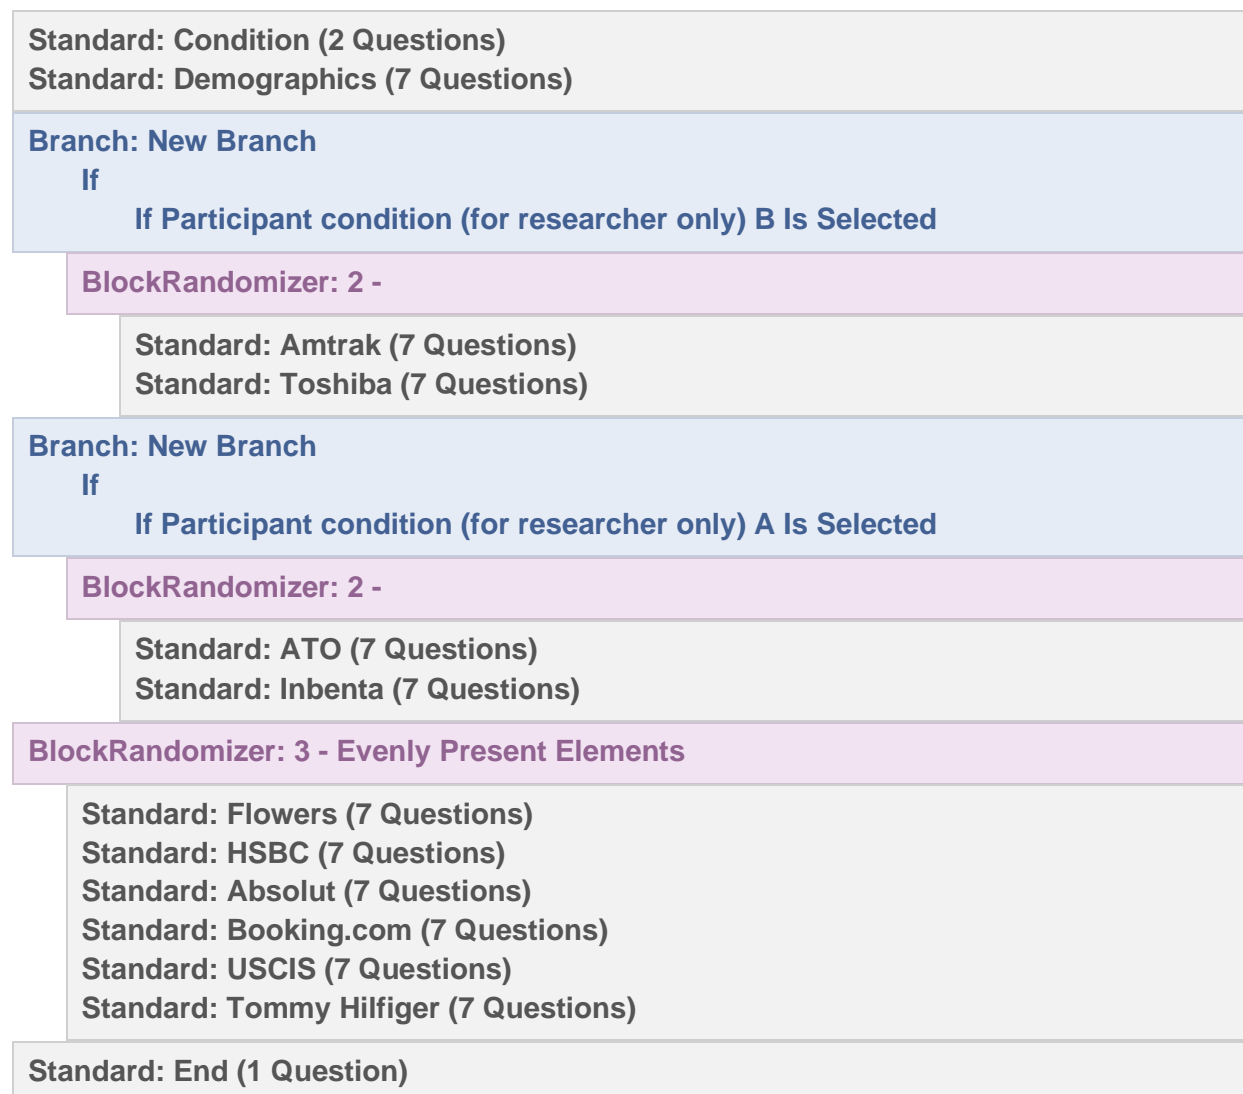 Standard: Condition (2 Questions)
Standard: Demographics (7 Questions)
Branch: New Branch
If
If Participant condition (for researcher only) B Is Selected
BlockRandomizer: 2 -
Standard: Amtrak (7 Questions)
Standard: Toshiba (7 Questions)
Branch: New Branch
If
If Participant condition (for researcher only) A Is Selected
BlockRandomizer: 2 -
Standard: ATO (7 Questions)
Standard: Inbenta (7 Questions)
BlockRandomizer: 3 - Evenly Present Elements
Standard: Flowers (7 Questions)
Standard: HSBC (7 Questions)
Standard: Absolut (7 Questions)
Standard: Booking.com (7 Questions)
Standard: USCIS (7 Questions)
Standard: Tommy Hilfiger (7 Questions)
Standard: End (1 Question)